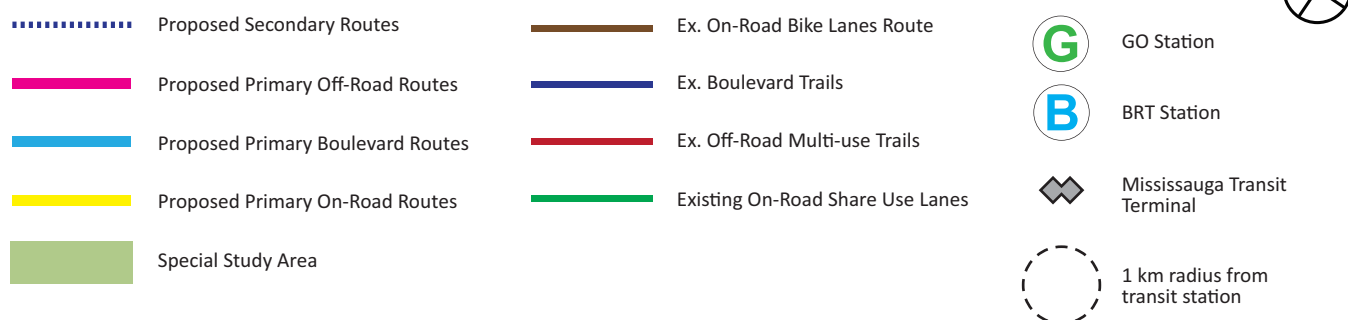 Proposed Secondary Routes
Proposed Primary Off-Road Routes
Proposed Primary Boulevard Routes
Proposed Primary On-Road Routes
Special Study Area
Ex. On-Road Bike Lanes Route
Ex. Boulevard Trails
Ex. Off-Road Multi-use Trails
Existing On-Road Share Use Lanes
G GO Station
B BRT Station
Mississauga Transit
Terminal
1 km radius from
transit station